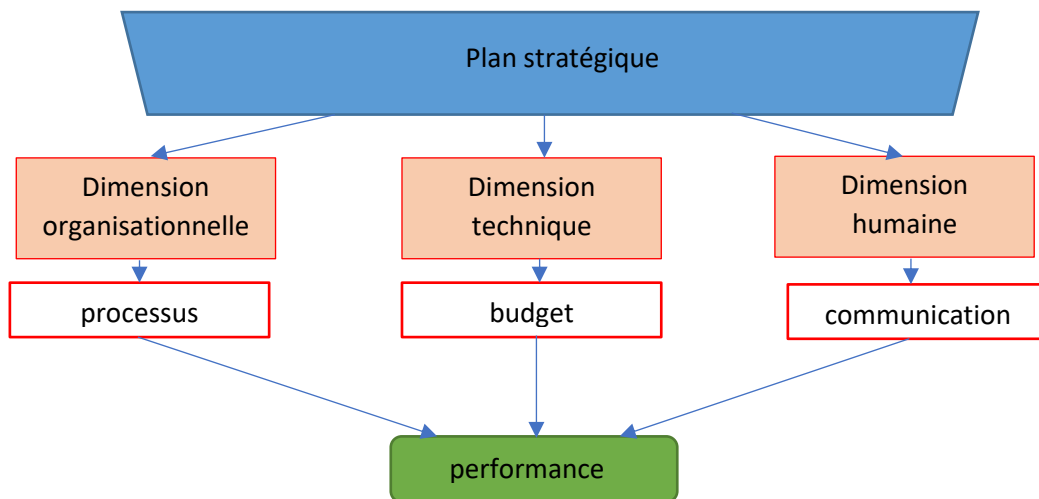 Plan stratégique
Dimension
organisationnelle
Dimension
technique
Dimension
humaine
processus
budget
communication
performance